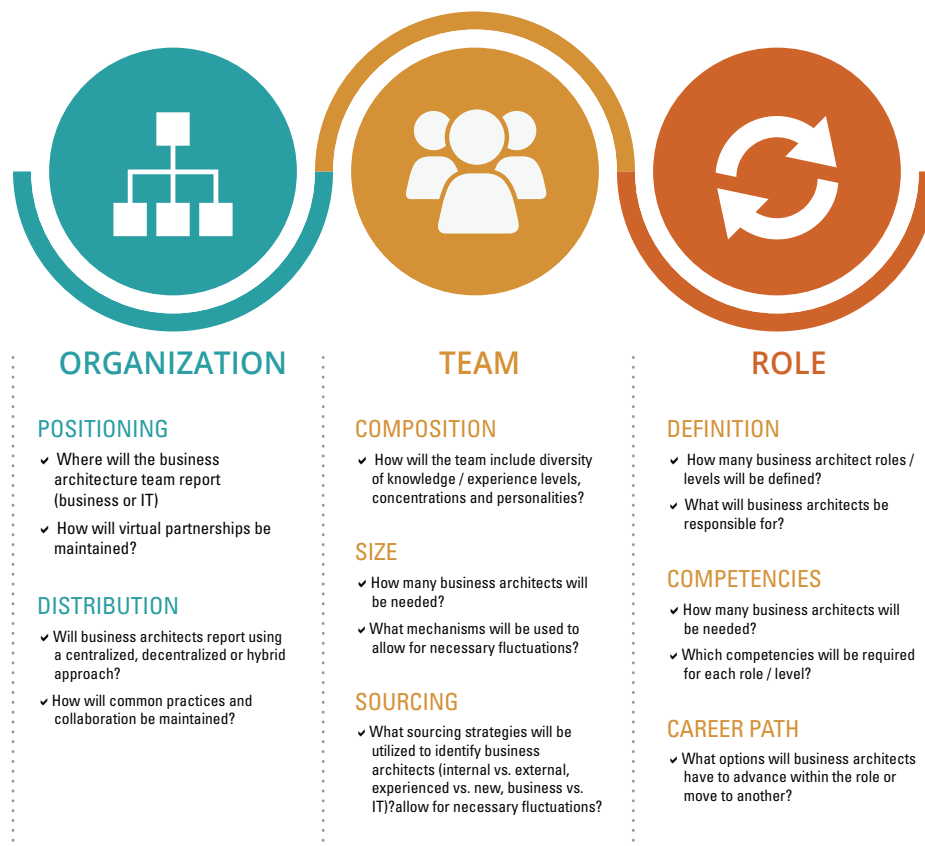 ORGANIZATION
POSITIONING
Where will the business
architecture team report
(business or IT)
How will virtual partnerships be
maintained?
DISTRIBUTION
Will business architects report using
a centralized, decentralized or hybrid
approach?
How will common practices and
collaboration be maintained?
TEAM
COMPOSITION
How will the team include diversity
of knowledge / experience levels,
concentrations and personalities?
SIZE
How many business architects will
be needed?
What mechanisms will be used to
allow for necessary fluctuations?
SOURCING
What sourcing strategies will be
utilized to identify business
architects (internal vs. external,
experienced vs. new, business vs.
IT)?allow for necessary fluctuations?
ROLE
DEFINITION
How many business architect roles /
levels will be defined?
What will business architects be
responsible for?
COMPETENCIES
How many business architects will
be needed?
Which competencies will be required
for each role / level?
CAREER PATH
What options will business architects
have to advance within the role or
move to another?